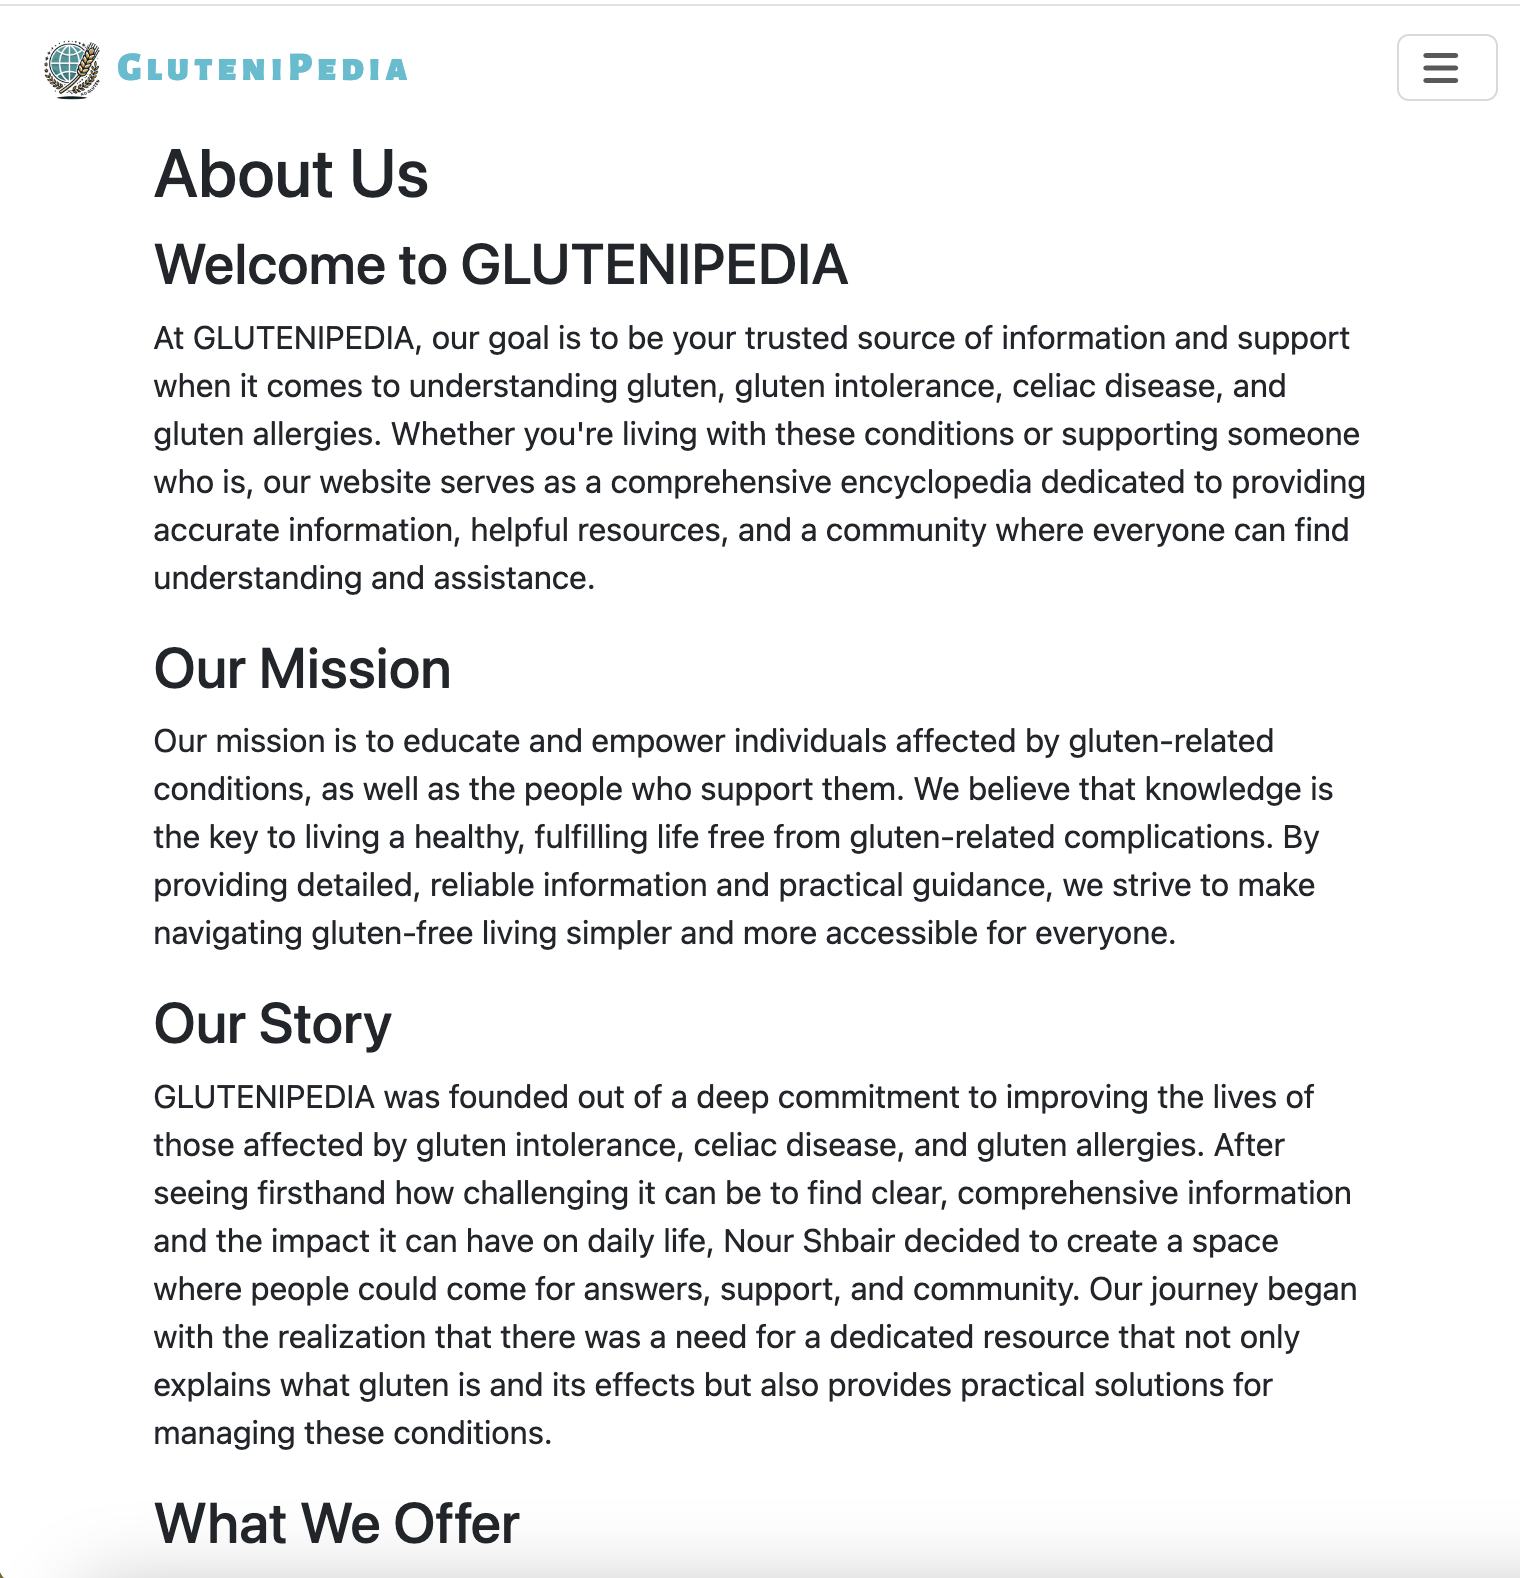 GLUTENIPEDIA
About Us
Welcome to GLUTENIPEDIA
At GLUTENIPEDIA, our goal is to be your trusted source of information and support
when it comes to understanding gluten, gluten intolerance, celiac disease, and
gluten allergies. Whether you're living with these conditions or supporting someone
who is, our website serves as a comprehensive encyclopedia dedicated to providing
accurate information, helpful resources, and a community where everyone can find
understanding and assistance.
Our Mission
Our mission is to educate and empower individuals affected by gluten-related
conditions, as well as the people who support them. We believe that knowledge is
the key to living a healthy, fulfilling life free from gluten-related complications. By
providing detailed, reliable information and practical guidance, we strive to make
navigating gluten-free living simpler and more accessible for everyone.
Our Story
GLUTENIPEDIA was founded out of a deep commitment to improving the lives of
those affected by gluten intolerance, celiac disease, and gluten allergies. After
seeing firsthand how challenging it can be to find clear, comprehensive information
and the impact it can have on daily life, Nour Shbair decided to create a space
where people could come for answers, support, and community. Our journey began
with the realization that there was a need for a dedicated resource that not only
explains what gluten is and its effects but also provides practical solutions for
managing these conditions.
What We Offer